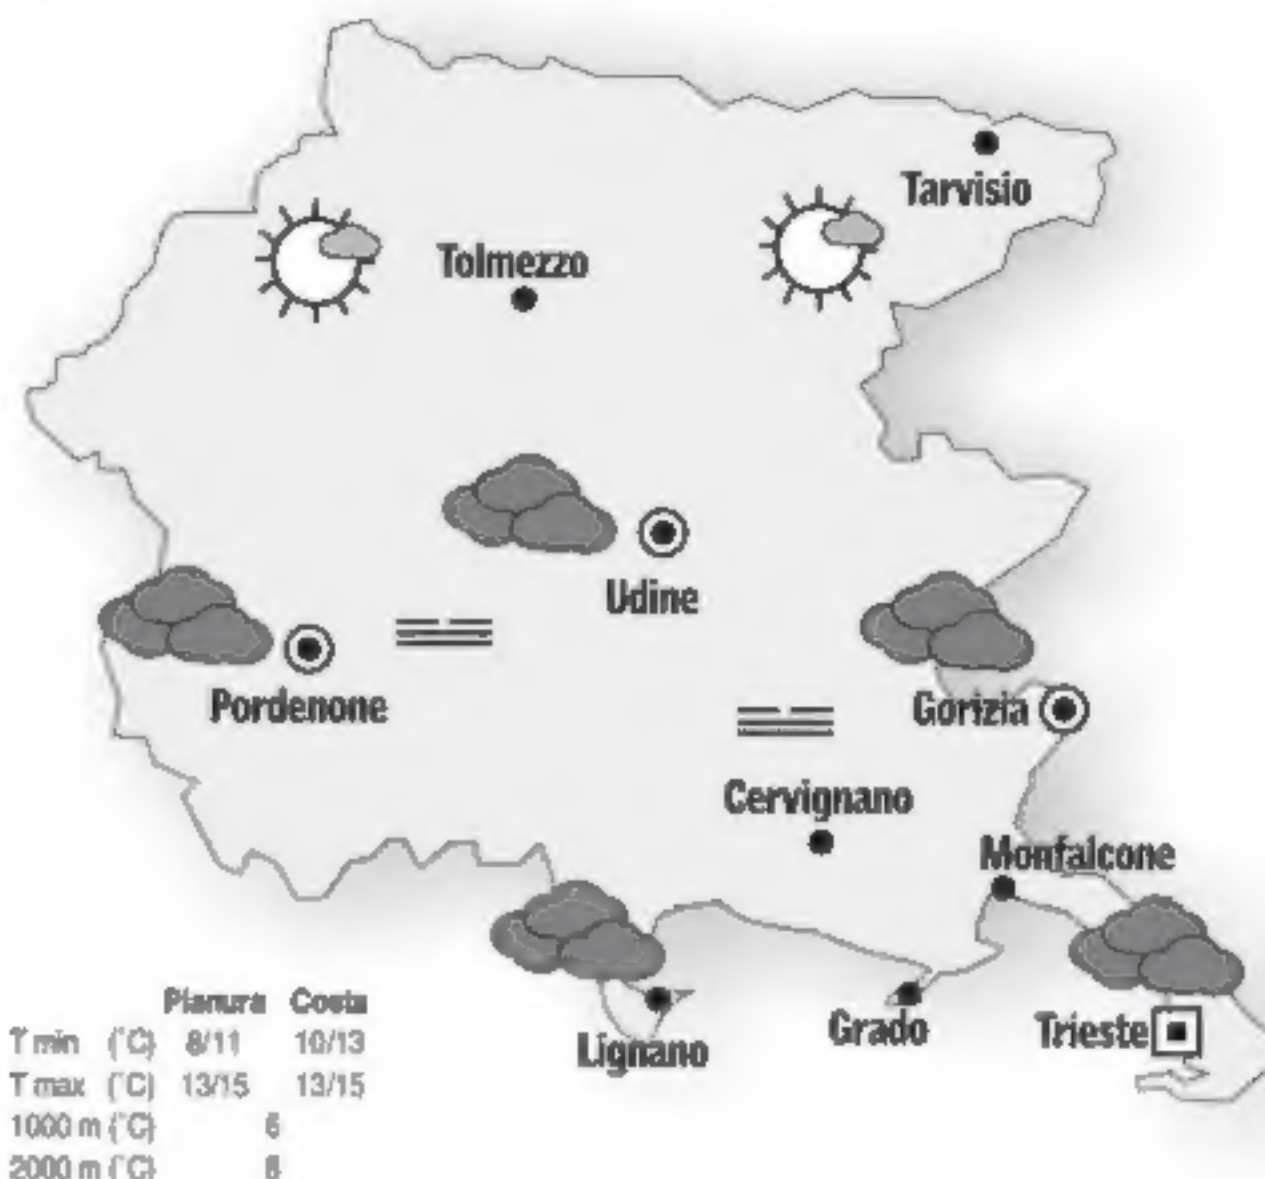 Tarvisio
Tolmezzo
Udine
Pordenone
Gorizia
Cervignano
Monfalcone
Lignano
Grado
Trieste
Pianura Costa
T min (°C) 8/11 10/13
T max (°C) 13/15 13/15
1000 m (°C)
2000 m (°C)